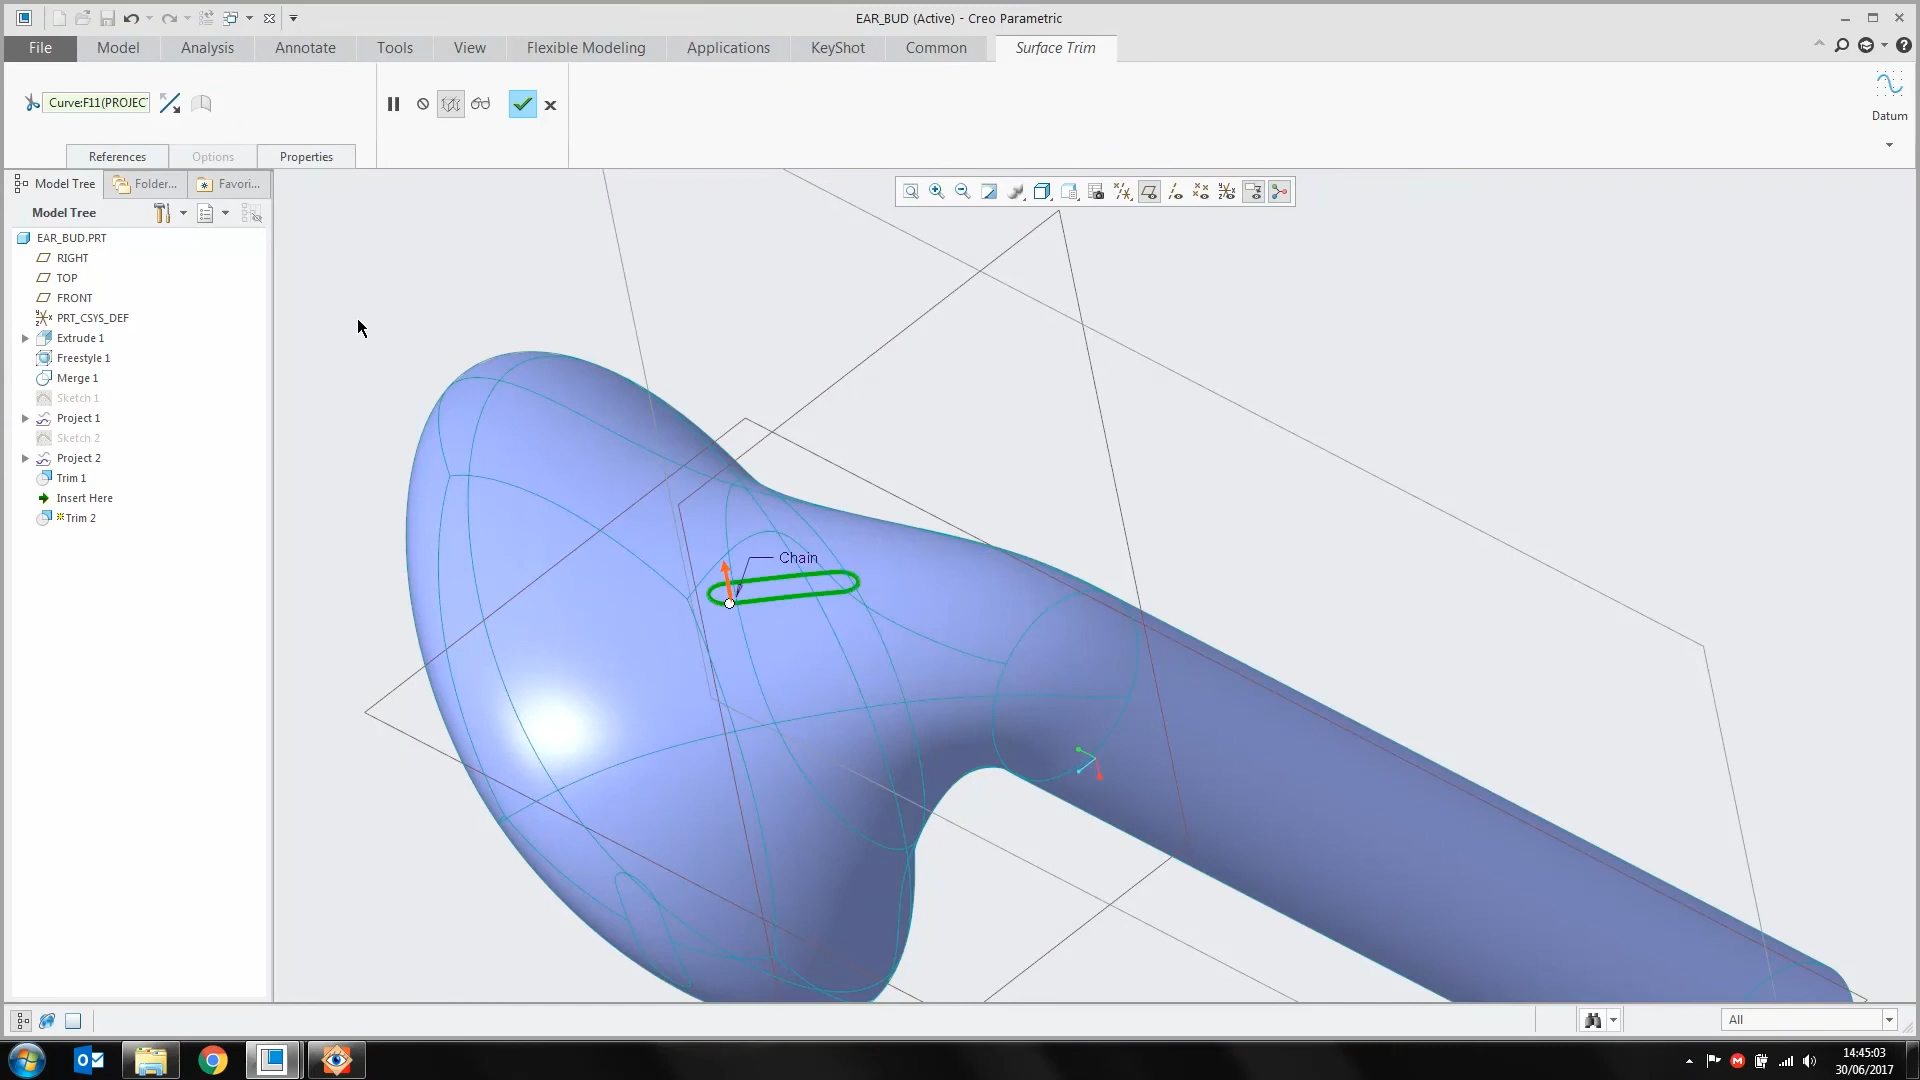 EAR_BUD (Active) - Creo Parametric
File Model Analysis Annotate Tools View Flexible Modeling Applications KeyShot Common Surface Trim
Curve:F11(PROJEC
Datum
References Options Properties
Model Tree Folder... Favori...
Model Tree
EAR_BUD.PRT
RIGHT
TOP
FRONT
PRT_CSYS_DEF
Extrude 1
Freestyle 1
Merge 1
Sketch 1
Project 1
Sketch 2
Project 2
Trim 1
Insert Here
Trim 2
Chain
All
14:45:03
30/06/2017